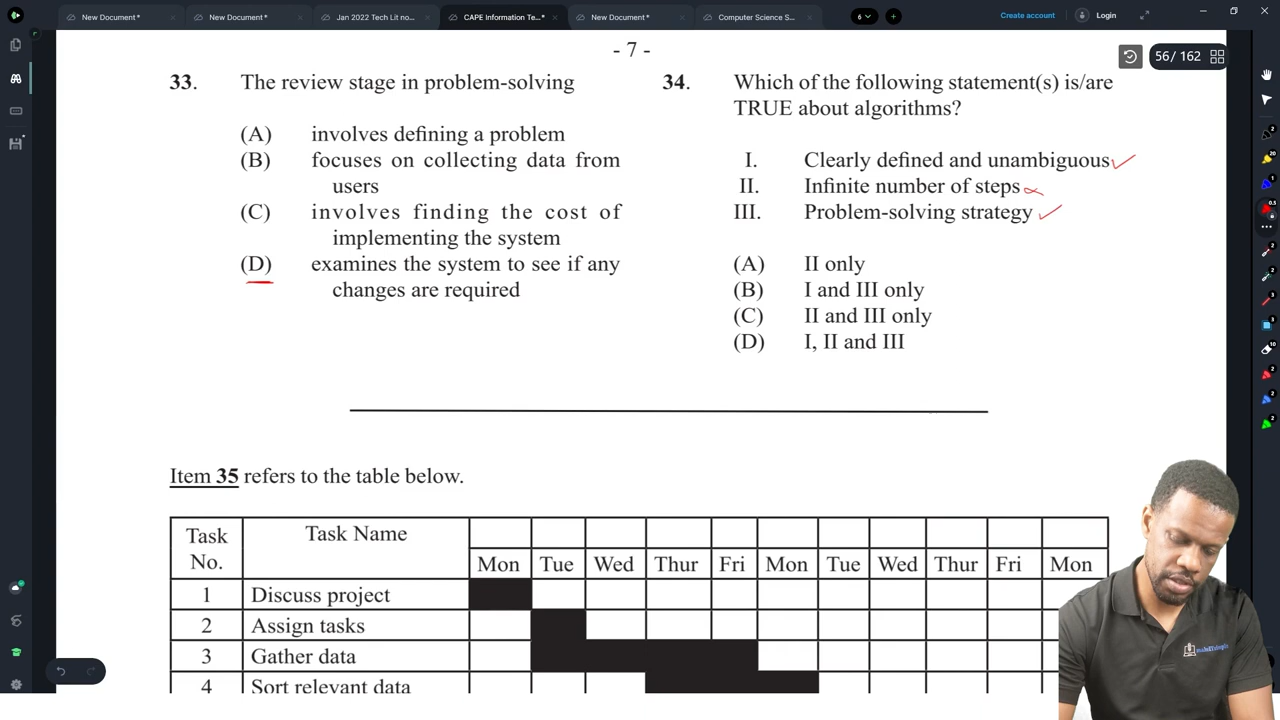 New Document*
New Document*
Jan 2022 Tech Lit no...
CAPE Information Te...*
New Document*
Computer Science S...
6
Create account
Login
- 7 -
56 / 162
33. The review stage in problem-solving
(A) involves defining a problem
(B) focuses on collecting data from
users
(C) involves finding the cost of
implementing the system
(D) examines the system to see if any
changes are required
34. Which of the following statement(s) is/are
TRUE about algorithms?
I. Clearly defined and unambiguous
II. Infinite number of steps
III. Problem-solving strategy
(A) II only
(B) I and III only
(C) II and III only
(D) I, II and III
Item 35 refers to the table below.
Task No. Task Name Mon Tue Wed Thur Fri Mon Tue Wed Thur Fri Mon
1 Discuss project
2 Assign tasks
3 Gather data
4 Sort relevant data